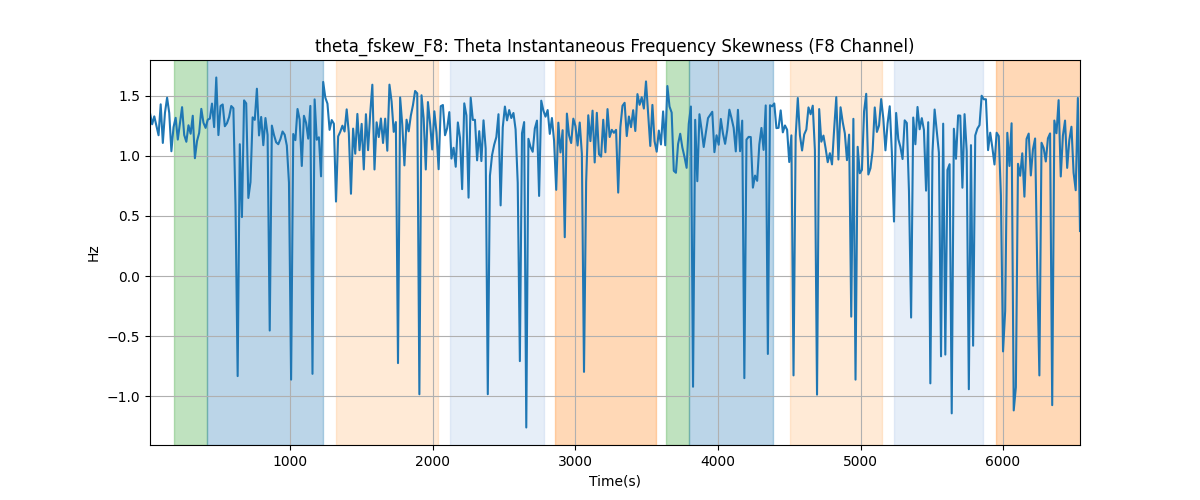 theta_fskew_F8: Theta Instantaneous Frequency Skewness (F8 Channel)
1.5
1.0
0.5
0.0
−0.5
−1.0
Hz
1000 2000 3000 4000 5000 6000
Time(s)